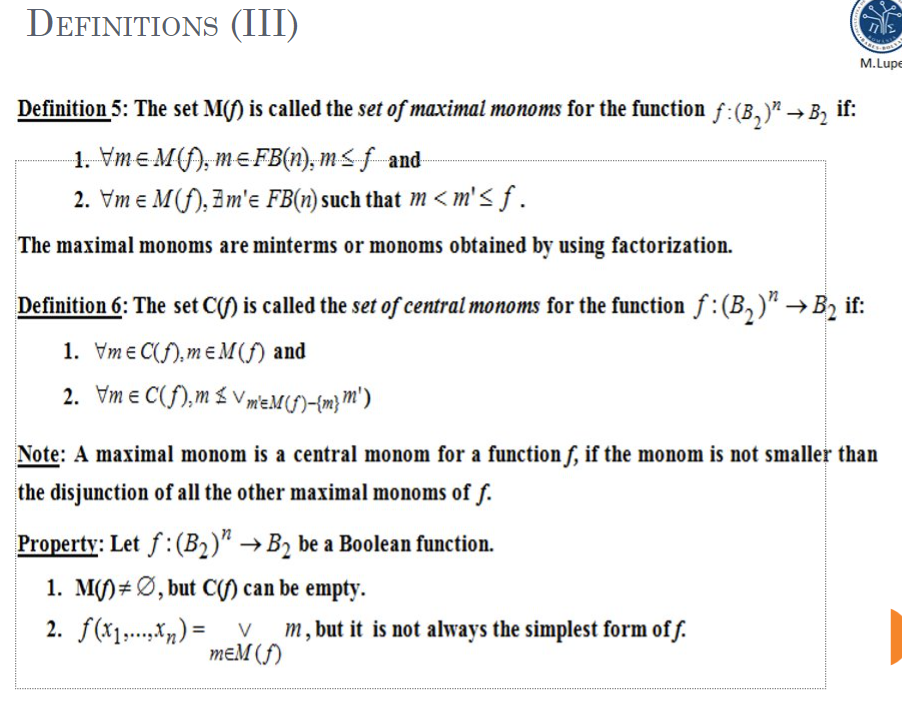 DEFINITIONS (III)
M.Lupe
Definition 5: The set M(f) is called the set of maximal monoms for the function f:(B₂)ⁿ → B₂ if:
1. ∀m ∈ M(f), m ∈ FB(n), m ≤ f and
2. ∀m ∈ M(f), ∄m'∈ FB(n) such that m < m' ≤ f .
The maximal monoms are minterms or monoms obtained by using factorization.
Definition 6: The set C(f) is called the set of central monoms for the function f:(B₂)ⁿ → B₂ if:
1. ∀m ∈ C(f), m ∈ M(f) and
2. ∀m ∈ C(f), m ≰ ∨m'∈M(f)-{m} m')
Note: A maximal monom is a central monom for a function f, if the monom is not smaller than
the disjunction of all the other maximal monoms of f.
Property: Let f:(B₂)ⁿ → B₂ be a Boolean function.
1. M(f) ≠ ∅, but C(f) can be empty.
2. f(x₁,...,xₙ) = ∨ m, but it is not always the simplest form of f.
m∈M(f)